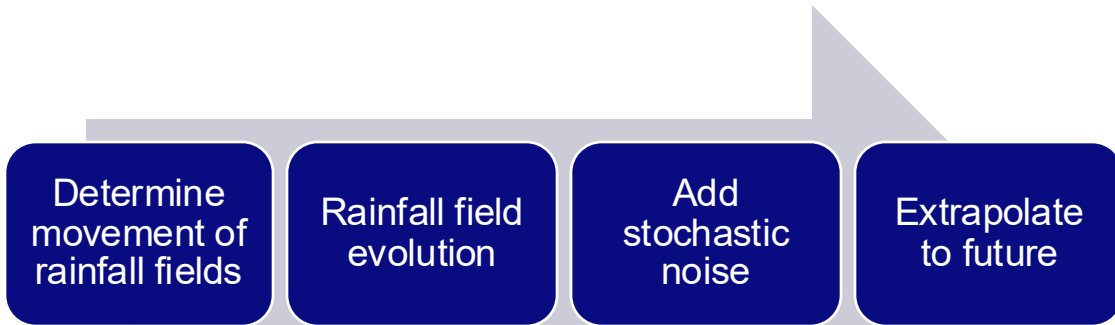 Determine
movement of
rainfall fields
Rainfall field
evolution
Add
stochastic
noise
Extrapolate
to future